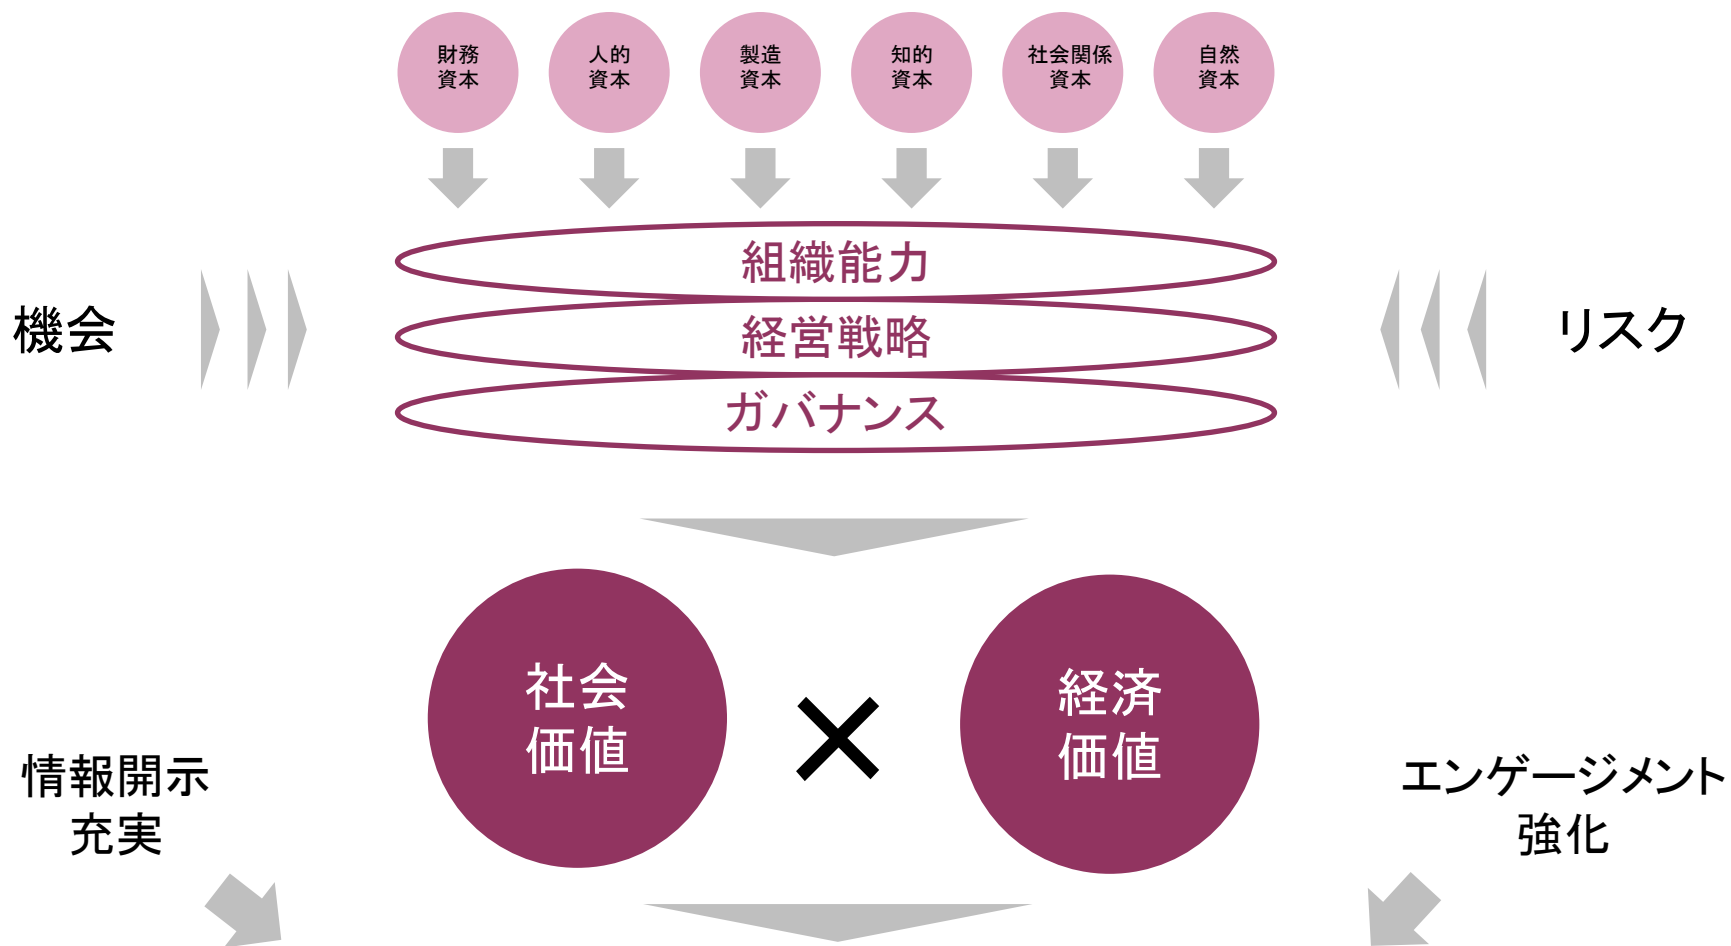 財務
資本
人的
資本
製造
資本
知的
資本
社会関係
資本
自然
資本
組織能力
機会
経営戦略
リスク
ガバナンス
社会
価値
×
経済
価値
情報開示
充実
エンゲージメント
強化